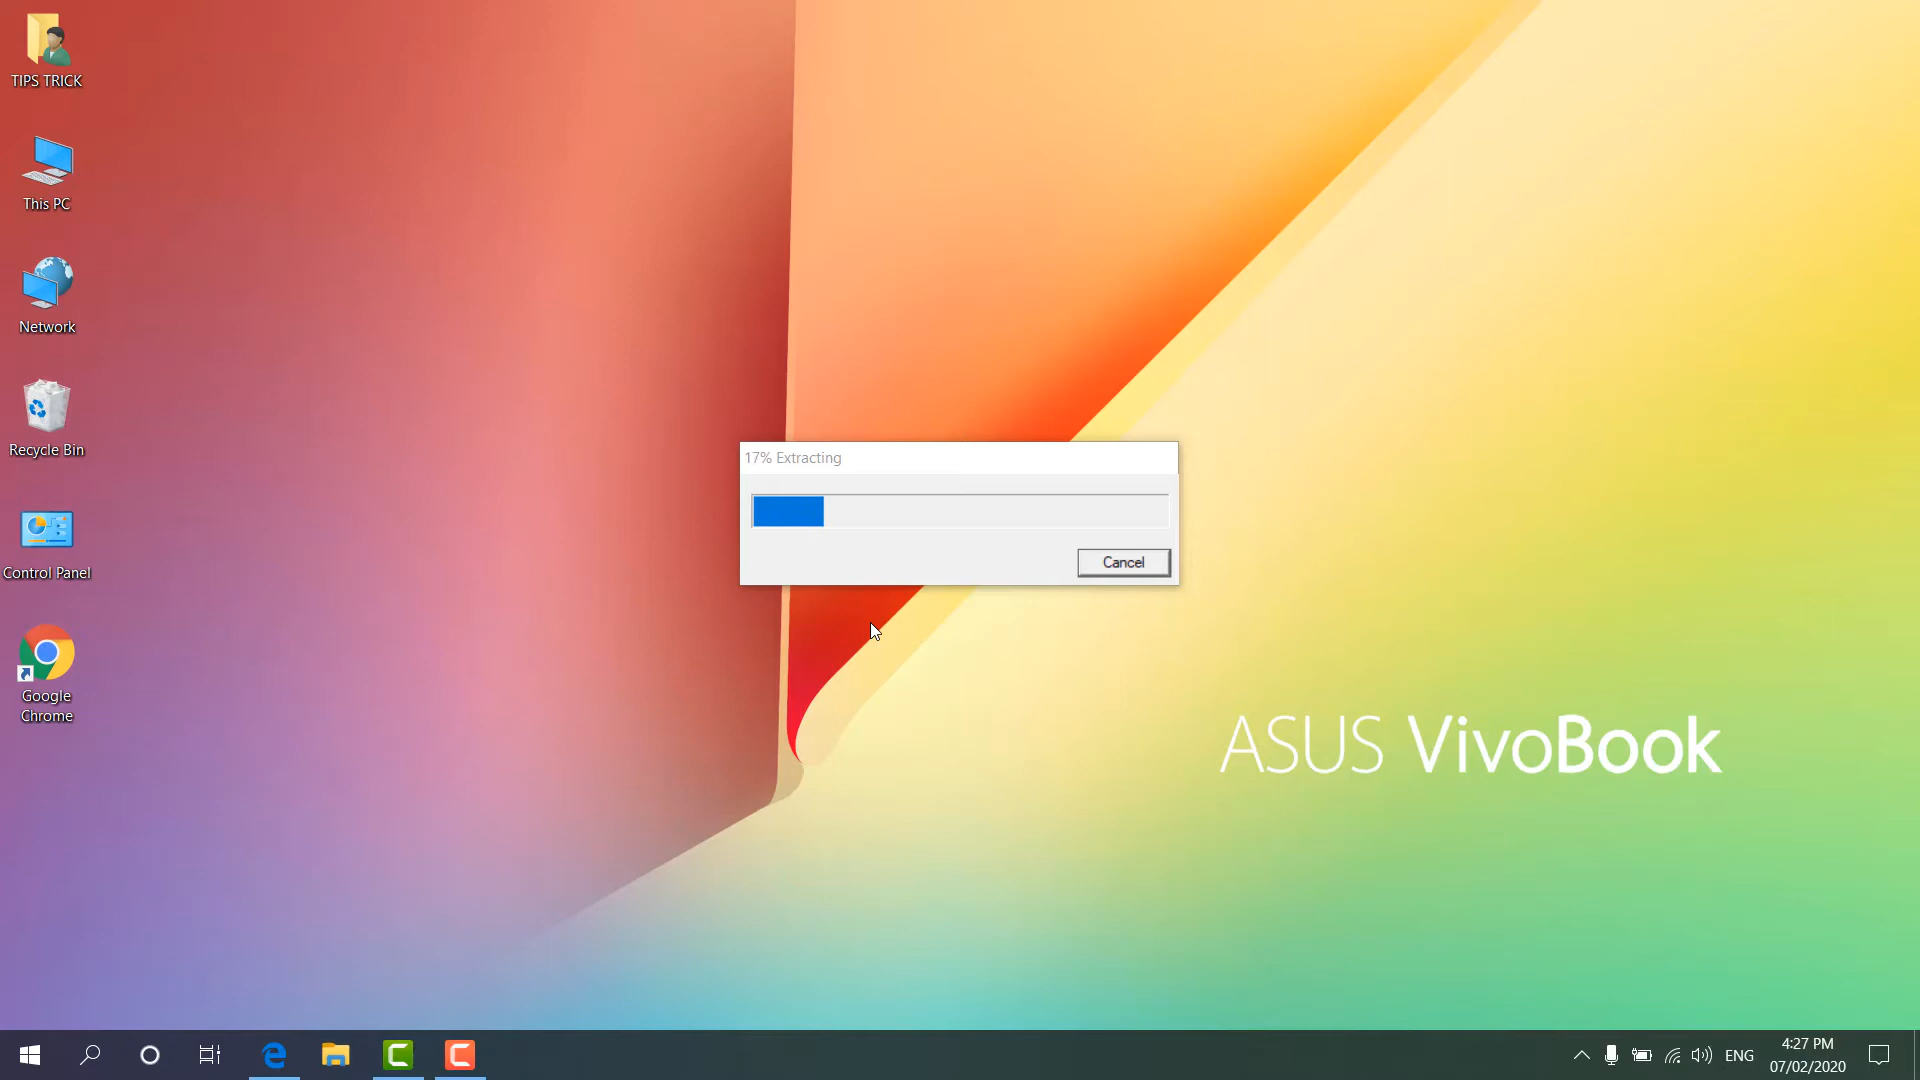 TIPS TRICK
This PC
Network
Recycle Bin
Control Panel
Google
Chrome
17% Extracting
Cancel
ASUS VivoBook
ENG
4:27 PM
07/02/2020